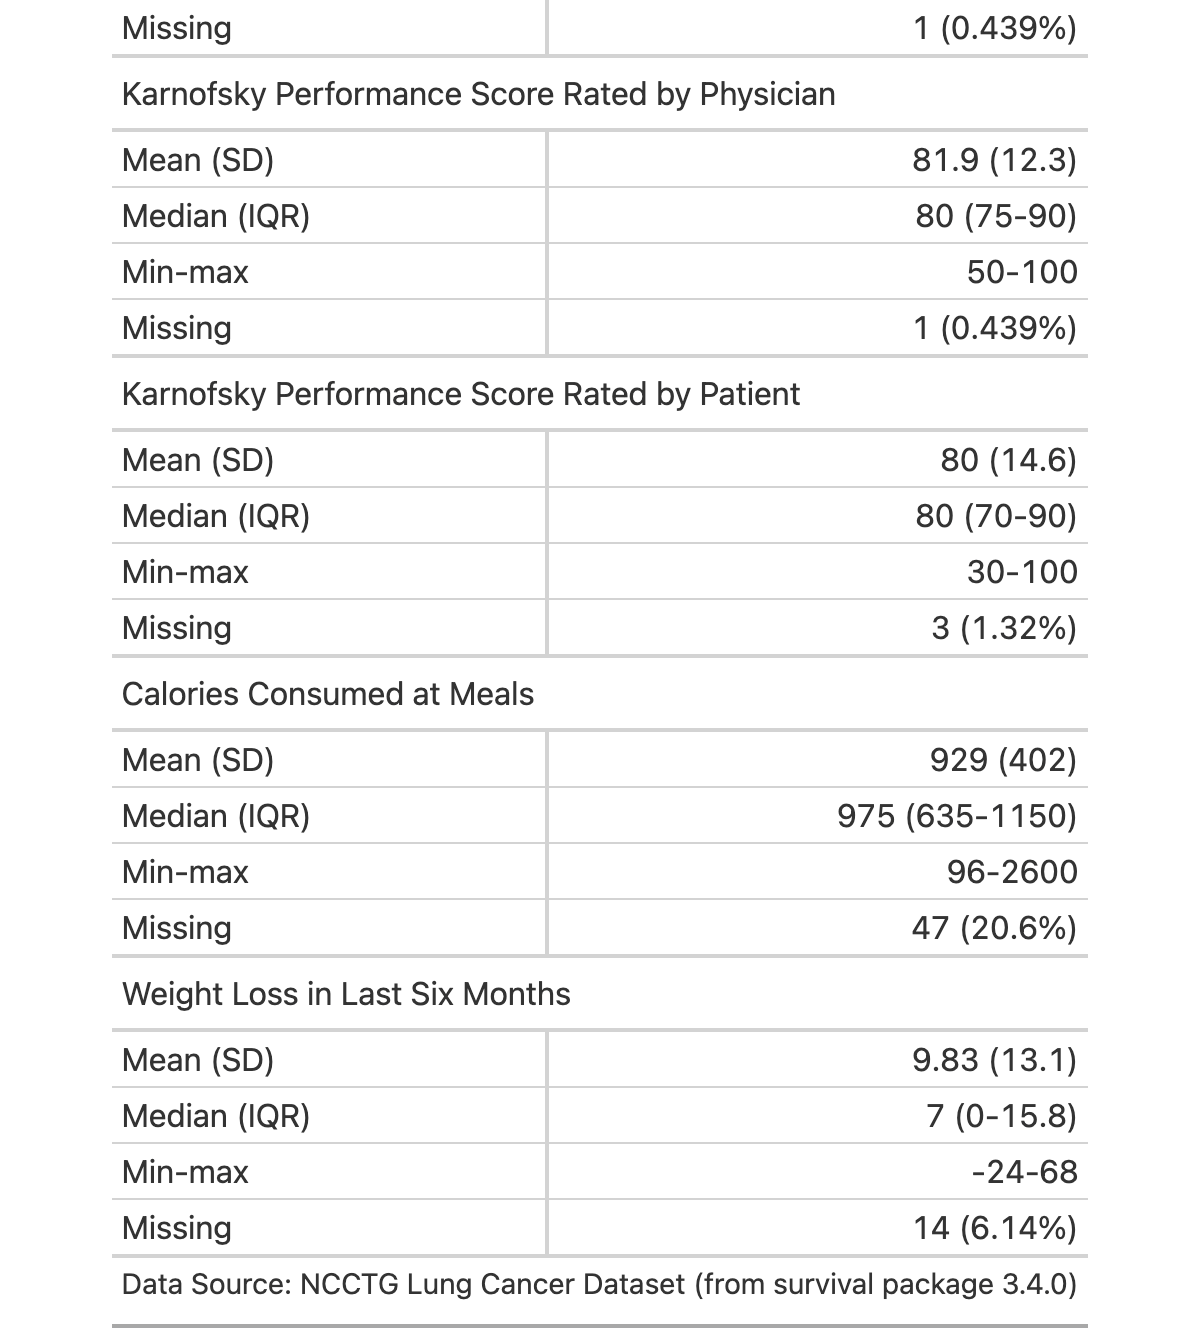 Missing 1 (0.439%)
Karnofsky Performance Score Rated by Physician
Mean (SD) 81.9 (12.3)
Median (IQR) 80 (75-90)
Min-max 50-100
Missing 1 (0.439%)
Karnofsky Performance Score Rated by Patient
Mean (SD) 80 (14.6)
Median (IQR) 80 (70-90)
Min-max 30-100
Missing 3 (1.32%)
Calories Consumed at Meals
Mean (SD) 929 (402)
Median (IQR) 975 (635-1150)
Min-max 96-2600
Missing 47 (20.6%)
Weight Loss in Last Six Months
Mean (SD) 9.83 (13.1)
Median (IQR) 7 (0-15.8)
Min-max -24-68
Missing 14 (6.14%)
Data Source: NCCTG Lung Cancer Dataset (from survival package 3.4.0)